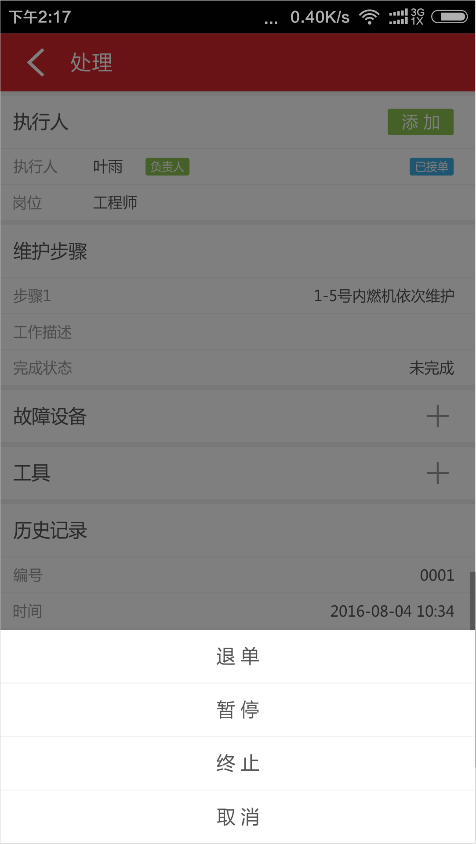 下午2:17 ... 0.40K/s 3G 1X
处理
执行人 添 加
执行人 叶雨 负责人 已接单
岗位 工程师
维护步骤
步骤1 1-5号内燃机依次维护
工作描述
完成状态 未完成
故障设备
工具
历史记录
编号 0001
时间 2016-08-04 10:34
退 单
暂 停
终 止
取 消